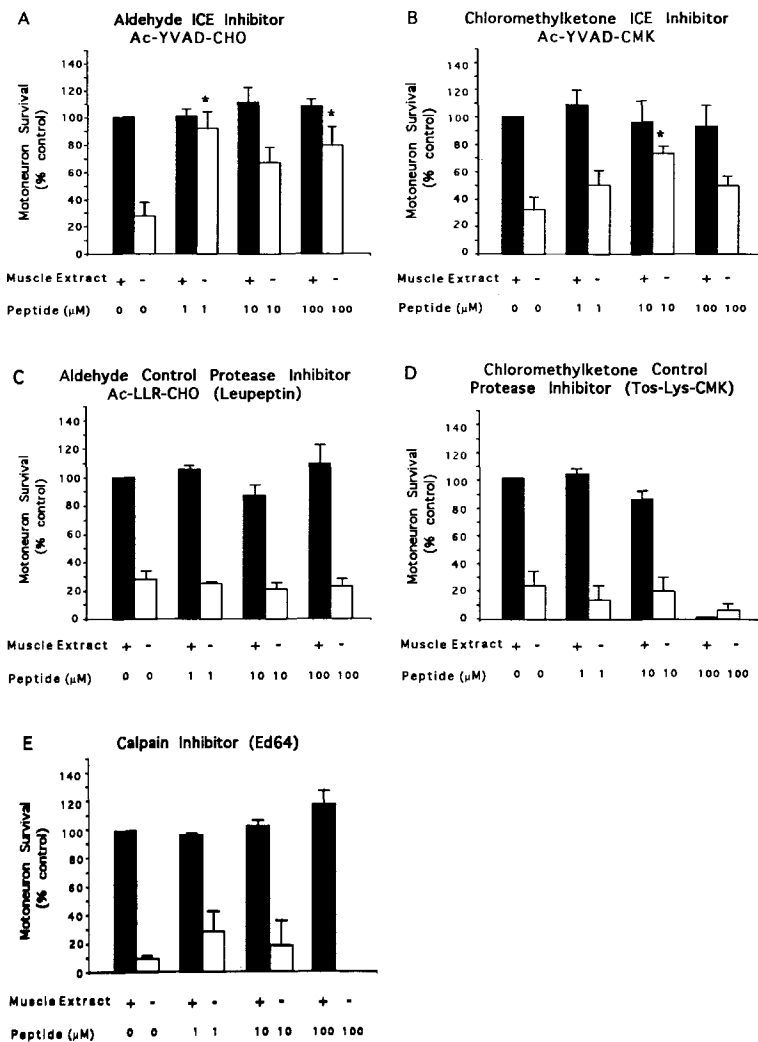 A
Aldehyde ICE Inhibitor
Ac-YVAD-CHO
Motoneuron Survival
(% control)
140
120
100
80
60
40
20
0
*
*
Muscle Extract + - + - + - + -
Peptide (μM) 0 0 1 1 10 10 100 100
B
Chloromethylketone ICE Inhibitor
Ac-YVAD-CMK
Motoneuron Survival
(% control)
140
120
100
80
60
40
20
0
*
Muscle Extract + - + - + - + -
Peptide (μM) 0 0 1 1 10 10 100 100
C
Aldehyde Control Protease Inhibitor
Ac-LLR-CHO (Leupeptin)
Motoneuron Survival
(% control)
120
100
80
60
40
20
0
Muscle Extract + - + - + - + -
Peptide (μM) 0 0 1 1 10 10 100 100
D
Chloromethylketone Control
Protease Inhibitor (Tos-Lys-CMK)
Motoneuron Survival
(% control)
120
100
80
60
40
20
0
Muscle Extract + - + - + - + -
Peptide (μM) 0 0 1 1 10 10 100 100
E
Calpain Inhibitor (Ed64)
Motoneuron Survival
(% control)
140
120
100
80
60
40
20
0
Muscle Extract + - + - + - + -
Peptide (μM) 0 0 1 1 10 10 100 100